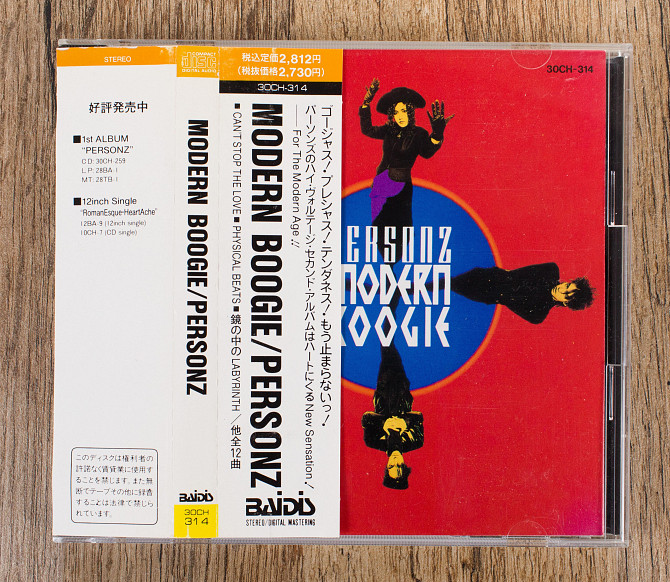 STEREO
好評発売中
■1st ALBUM
"PERSONZ"
CD:30CH-259
LP:28BA-1
MT:28TB-1
■12inch Single
"RomanEsque-HeartAche"
12BA-9 (12inch single)
10CH-7 (CD single)
このディスクは権利者の
許諾なく賃貸業に使用す
ることを禁じます。また無
断でテープその他に録音
することは法律で禁じら
れています。
COMPACT
disc
DIGITAL AUDIO
MODERN BOOGIE/PERSONZ
BAIDIS
30CH
314
税込定価2,812円
(税抜価格2,730円)
30CH-314
ゴージャス!プレシャス!テンダネス!もう止まらないっ!
パーソンズのハイ・ヴォルテージ・セカンド・アルバムはハートにくるNew Sensation!
——For The Modern Age!!
MODERN BOOGIE/PERSONZ
■CAN'T STOP THE LOVE■PHYSICAL BEATS■鏡の中のLABYRINTH/他全12曲
BAIDIS
STEREO/DIGITAL MASTERING
30CH-314
ERSONZ
MODERN
OOGIE